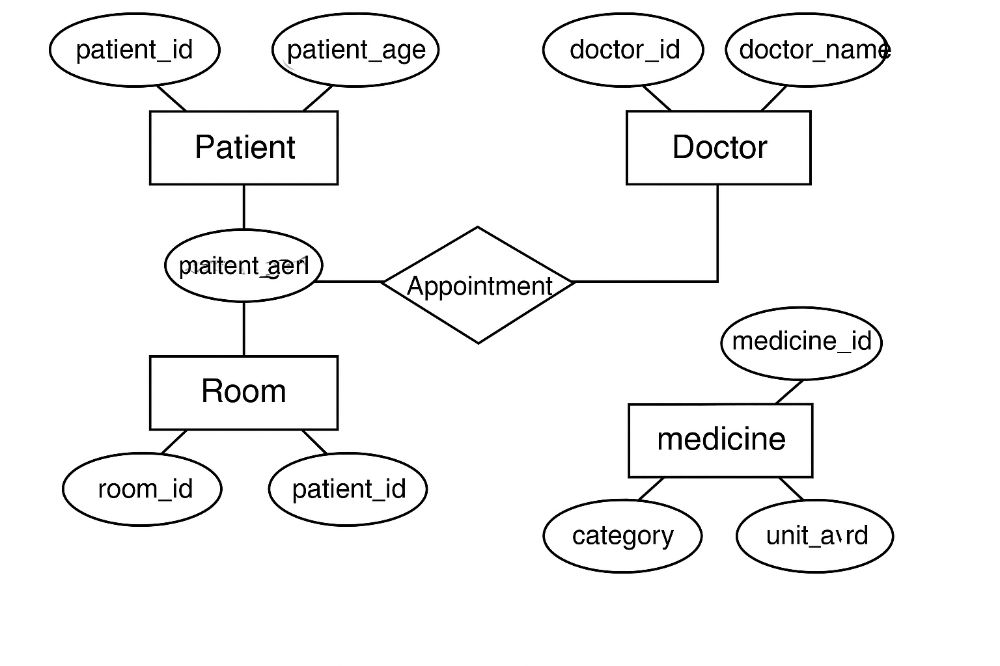 patient_id
patient_age
doctor_id
doctor_name
Patient
Doctor
Appointment
medicine_id
Room
medicine
room_id
patient_id
category